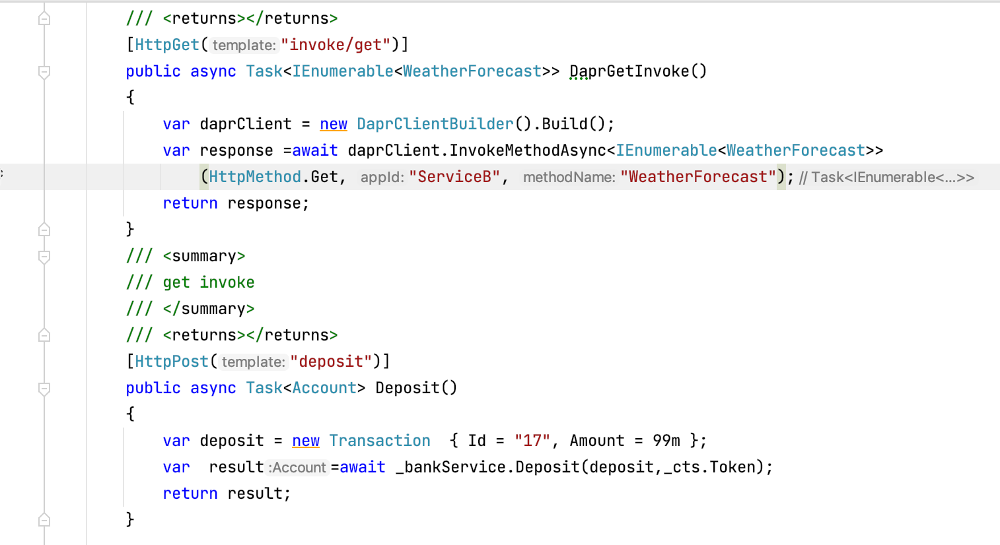 /// <returns></returns>
[HttpGet( template: "invoke/get")]
public async Task<IEnumerable<WeatherForecast>> DaprGetInvoke()
{
var daprClient = new DaprClientBuilder().Build();
var response =await daprClient.InvokeMethodAsync<IEnumerable<WeatherForecast>>
(HttpMethod.Get, appId: "ServiceB", methodName: "WeatherForecast"); // Task<IEnumerable<...>>
return response;
}
/// <summary>
/// get invoke
/// </summary>
/// <returns></returns>
[HttpPost( template: "deposit")]
public async Task<Account> Deposit()
{
var deposit = new Transaction  { Id = "17", Amount = 99m };
var  result :Account =await _bankService.Deposit(deposit,_cts.Token);
return result;
}